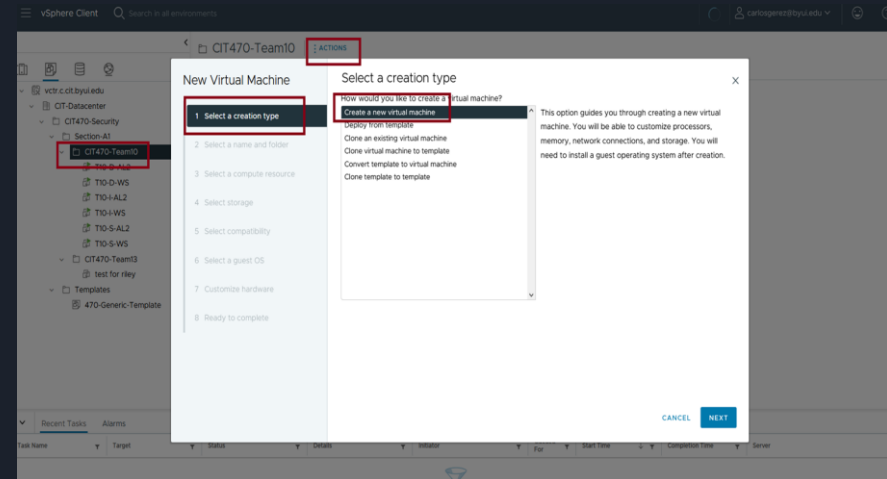 vSphere Client
Search in all environments
carlosgerez@byui.edu
CIT470-Team10
ACTIONS
vctr.c.cit.byui.edu
CIT-Datacenter
CIT470-Security
Section-A1
CIT470-Team10
T10-D-AL2
T10-D-WS
T10-I-AL2
T10-I-WS
T10-S-AL2
T10-S-WS
CIT470-Team13
test for riley
Templates
470-Generic-Template
New Virtual Machine
1 Select a creation type
2 Select a name and folder
3 Select a compute resource
4 Select storage
5 Select compatibility
6 Select a guest OS
7 Customize hardware
8 Ready to complete
Select a creation type
How would you like to create a virtual machine?
Create a new virtual machine
Deploy from template
Clone an existing virtual machine
Clone virtual machine to template
Convert template to virtual machine
Clone template to template
This option guides you through creating a new virtual
machine. You will be able to customize processors,
memory, network connections, and storage. You will
need to install a guest operating system after creation.
CANCEL
NEXT
Recent Tasks
Alarms
Task Name
Target
Status
Details
Initiator
For
Start Time
Completion Time
Server